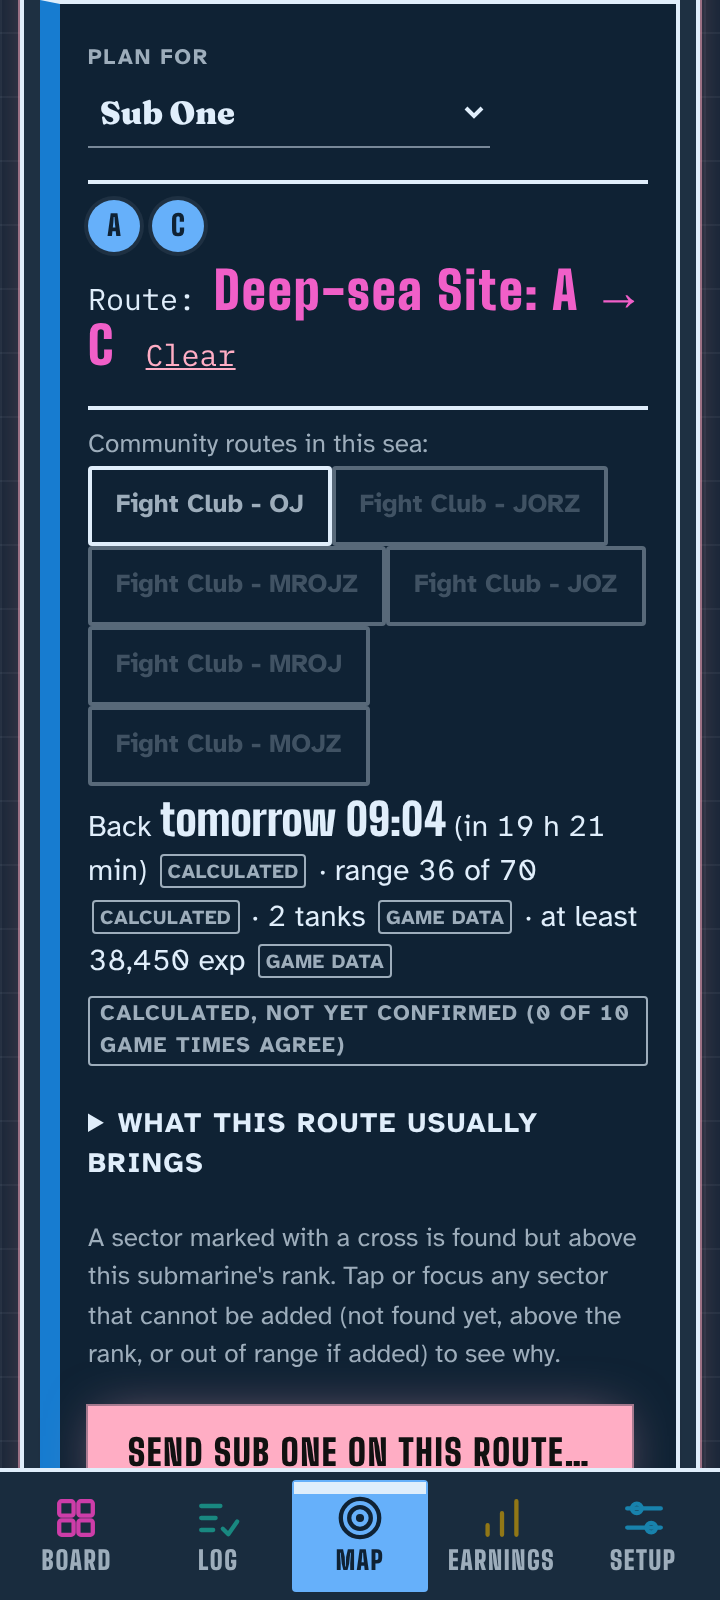 PLAN FOR
Sub One
A C
Route: Deep-sea Site: A →
C Clear
Community routes in this sea:
Fight Club - OJ Fight Club - JORZ
Fight Club - MROJZ Fight Club - JOZ
Fight Club - MROJ
Fight Club - MOJZ
Back tomorrow 09:04 (in 19 h 21
min) CALCULATED · range 36 of 70
CALCULATED · 2 tanks GAME DATA · at least
38,450 exp GAME DATA
CALCULATED, NOT YET CONFIRMED (0 OF 10
GAME TIMES AGREE)
▶ WHAT THIS ROUTE USUALLY
BRINGS
A sector marked with a cross is found but above
this submarine's rank. Tap or focus any sector
that cannot be added (not found yet, above the
rank, or out of range if added) to see why.
SEND SUB ONE ON THIS ROUTE...
BOARD LOG MAP EARNINGS SETUP